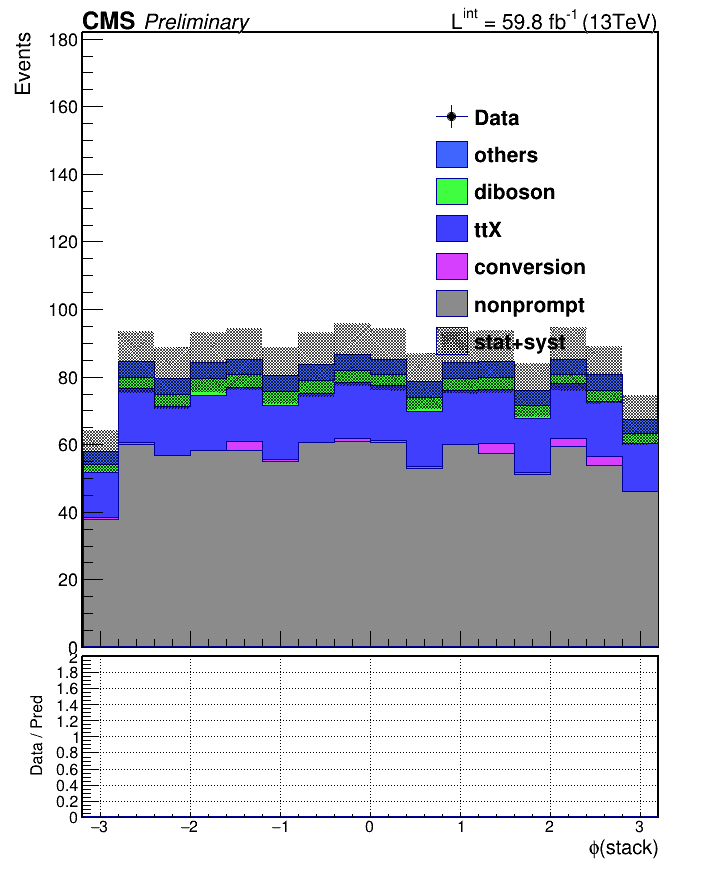 CMS Preliminary L^int = 59.8 fb^-1 (13TeV)
Events
180
160
140
120
100
80
60
40
20
0
Data
others
diboson
ttX
conversion
nonprompt
stat+syst
Data / Pred
2
1.8
1.6
1.4
1.2
1
0.8
0.6
0.4
0.2
0
−3 −2 −1 0 1 2 3
ϕ(stack)